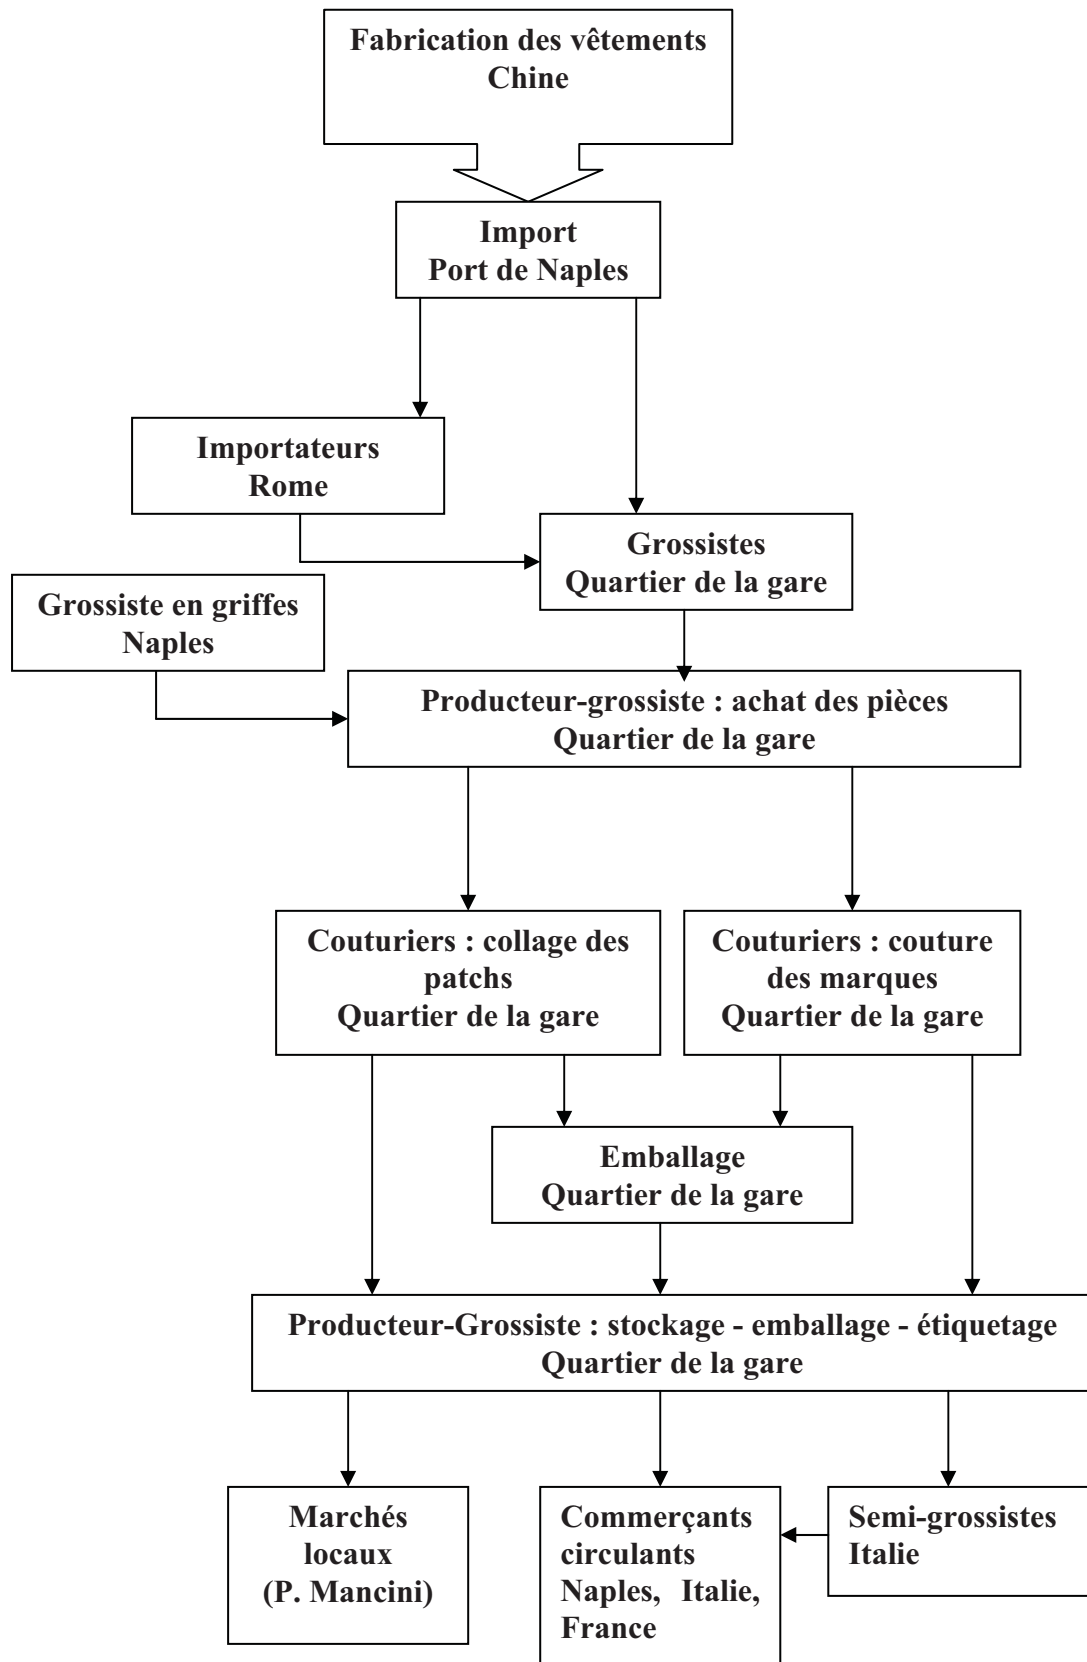 Fabrication des vêtements
Chine
Import
Port de Naples
Importateurs
Rome
Grossistes
Quartier de la gare
Grossiste en griffes
Naples
Producteur-grossiste : achat des pièces
Quartier de la gare
Couturiers : collage des
patchs
Quartier de la gare
Couturiers : couture
des marques
Quartier de la gare
Emballage
Quartier de la gare
Producteur-Grossiste : stockage - emballage - étiquetage
Quartier de la gare
Marchés
locaux
(P. Mancini)
Commerçants
circulants
Naples, Italie,
France
Semi-grossistes
Italie